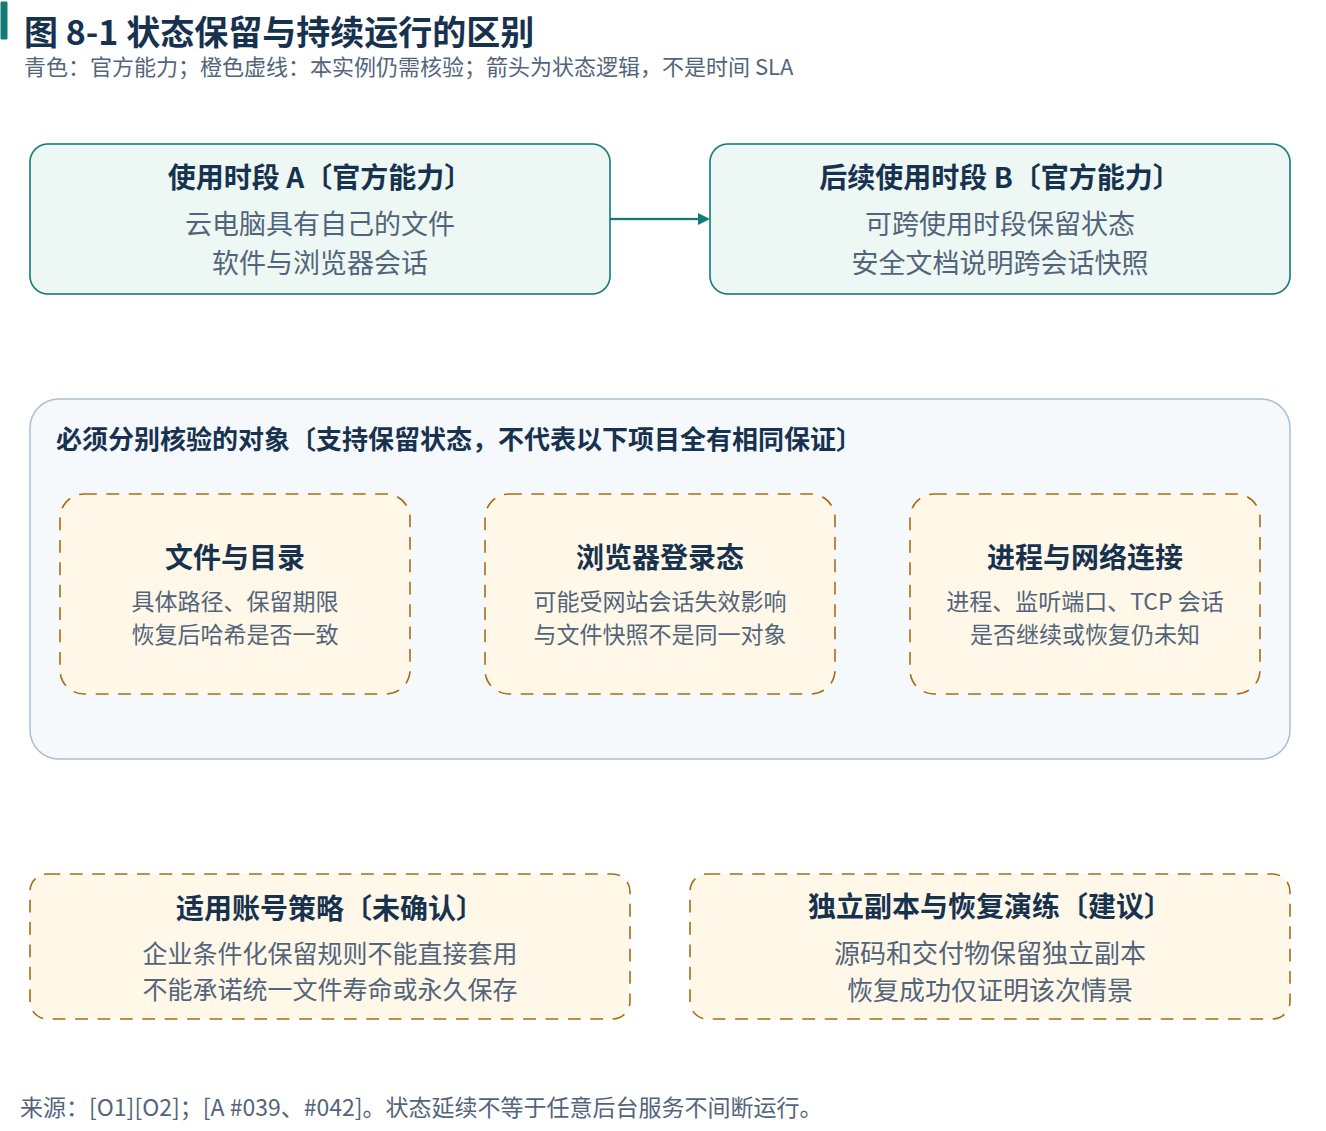 图 8-1 状态保留与持续运行的区别
青色：官方能力；橙色虚线：本实例仍需核验；箭头为状态逻辑，不是时间 SLA
使用时段 A〔官方能力〕
云电脑具有自己的文件
软件与浏览器会话
后续使用时段 B〔官方能力〕
可跨使用时段保留状态
安全文档说明跨会话快照
必须分别核验的对象〔支持保留状态，不代表以下项目全有相同保证〕
文件与目录
具体路径、保留期限
恢复后哈希是否一致
浏览器登录态
可能受网站会话失效影响
与文件快照不是同一对象
进程与网络连接
进程、监听端口、TCP 会话
是否继续或恢复仍未知
适用账号策略〔未确认〕
企业条件化保留规则不能直接套用
不能承诺统一文件寿命或永久保存
独立副本与恢复演练〔建议〕
源码和交付物保留独立副本
恢复成功仅证明该次情景
来源：[O1][O2]；[A #039、#042]。状态延续不等于任意后台服务不间断运行。